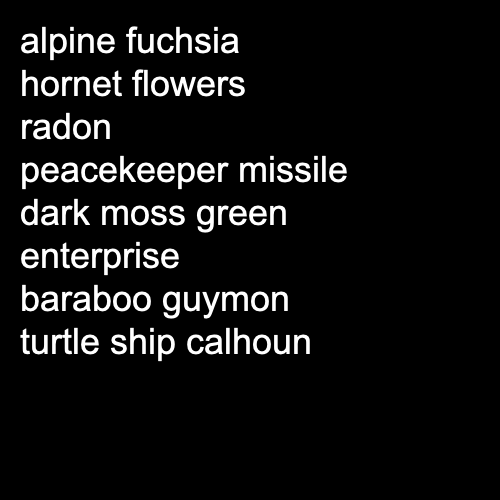 alpine fuchsia
hornet flowers
radon
peacekeeper missile
dark moss green
enterprise
baraboo guymon
turtle ship calhoun